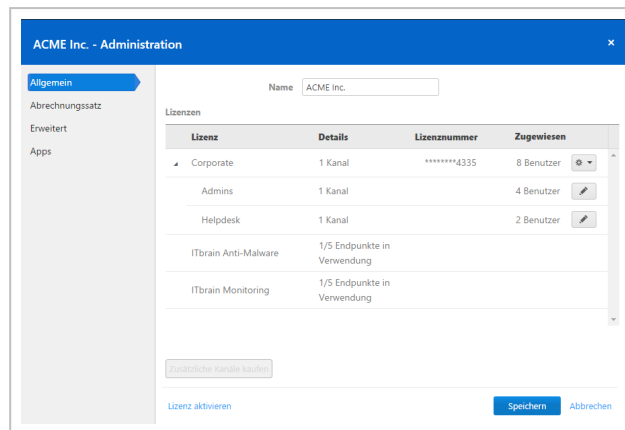 ACME Inc. - Administration ×
Allgemein
Abrechnungssatz
Erweitert
Apps
Name ACME Inc.
Lizenzen
Lizenz Details Lizenznummer Zugewiesen
Corporate 1 Kanal ********4335 8 Benutzer
Admins 1 Kanal 4 Benutzer
Helpdesk 1 Kanal 2 Benutzer
ITbrain Anti-Malware 1/5 Endpunkte in
Verwendung
ITbrain Monitoring 1/5 Endpunkte in
Verwendung
Zusätzliche Kanäle kaufen
Lizenz aktivieren Speichern Abbrechen